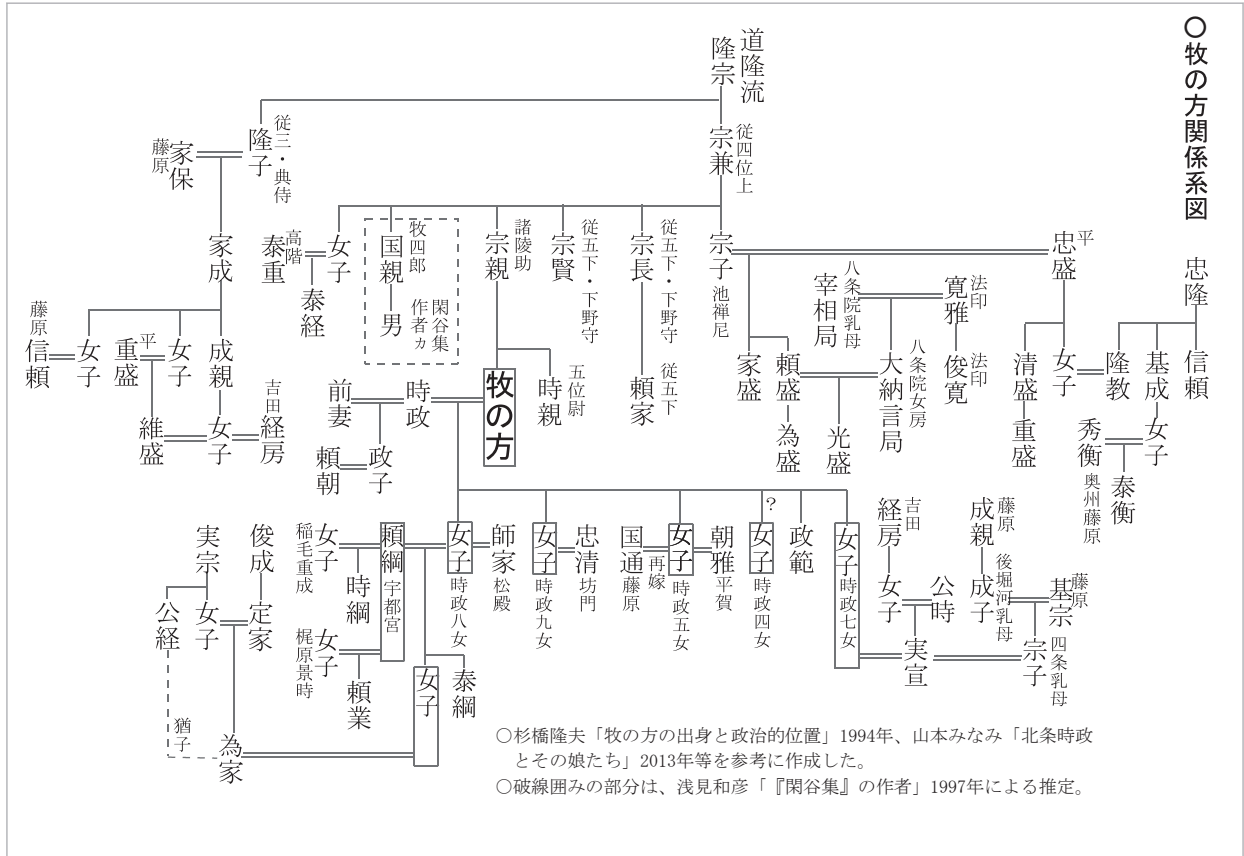 〇牧の方関係系図
道隆流
隆宗
従四位上
宗兼
従三・典侍
隆子
藤原
家保
平
忠盛
宗子
池禅尼
従五下・下野守
宗長
従五下・下野守
宗賢
諸陵助
宗親
牧四郎
国親
閑谷集
作者ヵ
男
女子
高階
泰重
泰経
家成
忠隆
信頼
基成
隆教
女子
清盛
重盛
女子
秀衡
奥州藤原
泰衡
法印
寛雅
八条院乳母
宰相局
法印
俊寛
八条院女房
大納言局
頼盛
家盛
為盛
光盛
従五下
頼家
五位尉
時親
牧の方
時政
前妻
政子
頼朝
成親
女子
平
重盛
女子
藤原
信頼
吉田
経房
女子
維盛
藤原
基宗
後堀河乳母
成子
藤原
成親
四条乳母
宗子
吉田
経房
女子
公時
実宣
女子
時政七女
政範
?
女子
時政四女
朝雅
平賀
女子
時政五女
再嫁
国通
藤原
忠清
坊門
女子
時政九女
師家
松殿
女子
時政八女
頼綱
宇都宮
女子
稲毛重成
時綱
女子
梶原景時
頼業
泰綱
女子
俊成
定家
実宗
女子
公経
猶子
為家
〇杉橋隆夫「牧の方の出身と政治的位置」1994年、山本みなみ「北条時政
とその娘たち」2013年等を参考に作成した。
〇破線囲みの部分は、浅見和彦「『閑谷集』の作者」1997年による推定。